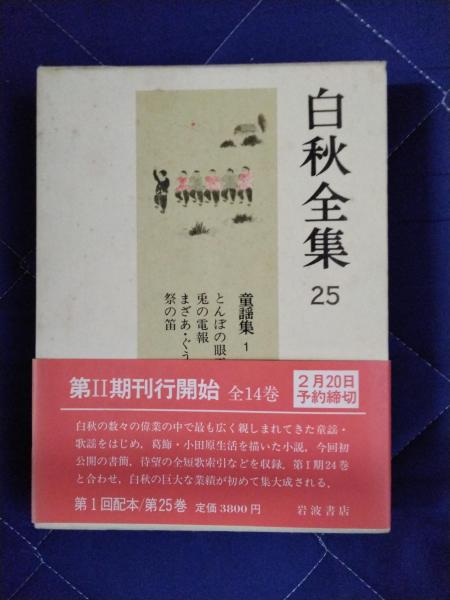 白秋全集
25
童謡集 1
とんぼの眼
兎の電報
まざあ・ぐう
祭の笛
第II期刊行開始 全14巻
2月20日
予約締切
白秋の数々の偉業の中で最も広く親しまれてきた童謡・
歌謡をはじめ，葛飾・小田原生活を描いた小説，今回初
公開の書簡，待望の全短歌索引などを収録．第I期24巻
と合わせ，白秋の巨大な業績が初めて集大成される．
第1回配本/第25巻 定価3800円
岩波書店